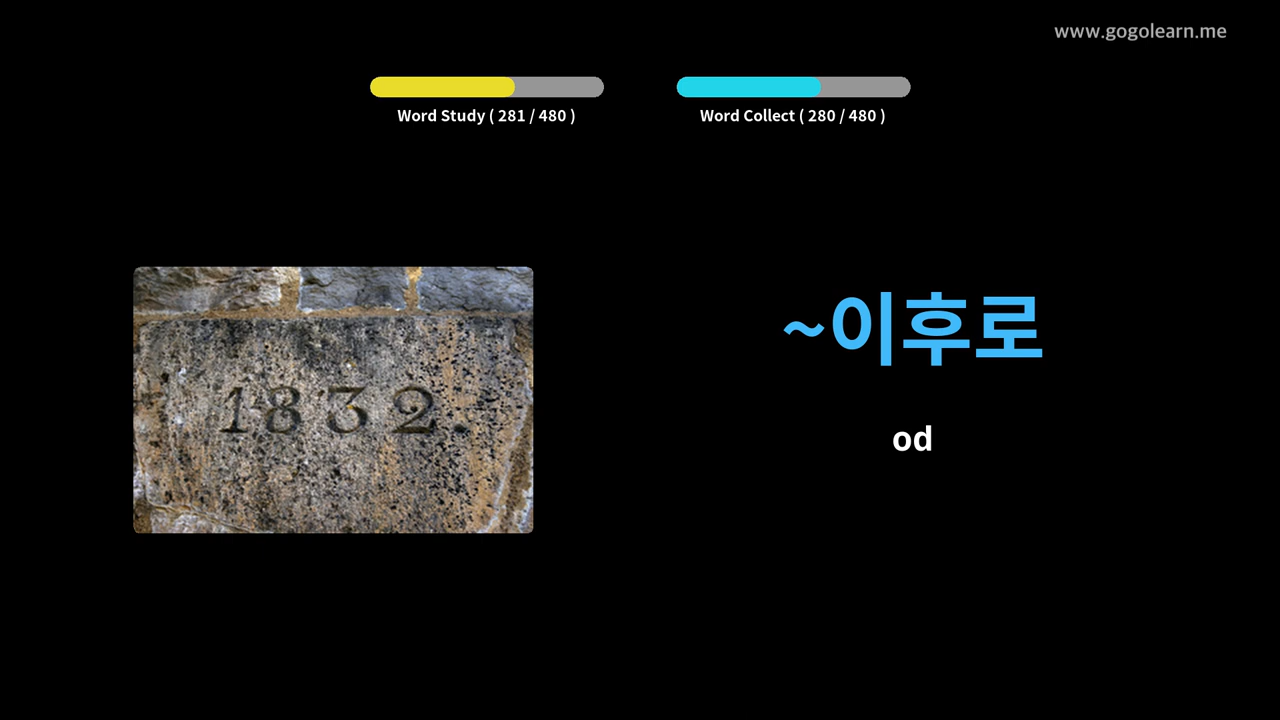 www.gogolearn.me
Word Study ( 281 / 480 )
Word Collect ( 280 / 480 )
1832.
~이후로
od